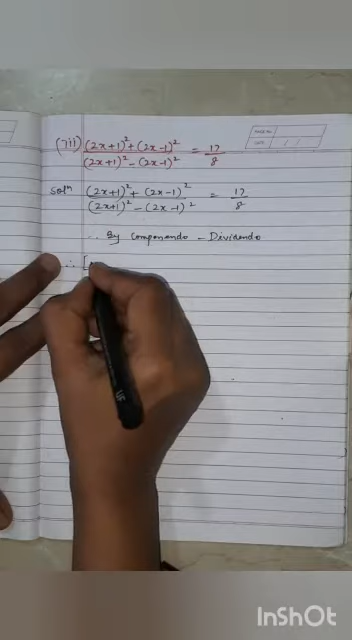 (vii) (2x+1)²+(2x-1)² / (2x+1)²-(2x-1)² = 17/8
PAGE No.
DATE / /
Solⁿ (2x+1)²+(2x-1)² / (2x+1)²-(2x-1)² = 17/8
∴ By Componendo - Dividendo
∴ [
InShOt